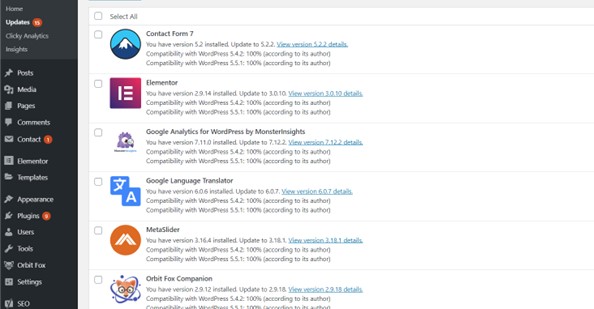 Home
Updates 15
Clicky Analytics
Insights
Posts
Media
Pages
Comments
Contact 1
Elementor
Templates
Appearance
Plugins 9
Users
Tools
Orbit Fox
Settings
SEO
Select All
Contact Form 7
You have version 5.2 installed. Update to 5.2.2. View version 5.2.2 details.
Compatibility with WordPress 5.4.2: 100% (according to its author)
Compatibility with WordPress 5.5.1: 100% (according to its author)
Elementor
You have version 2.9.14 installed. Update to 3.0.10. View version 3.0.10 details.
Compatibility with WordPress 5.4.2: 100% (according to its author)
Compatibility with WordPress 5.5.1: 100% (according to its author)
Google Analytics for WordPress by MonsterInsights
You have version 7.11.0 installed. Update to 7.12.2. View version 7.12.2 details.
Compatibility with WordPress 5.4.2: 100% (according to its author)
Compatibility with WordPress 5.5.1: 100% (according to its author)
Google Language Translator
You have version 6.0.6 installed. Update to 6.0.7. View version 6.0.7 details.
Compatibility with WordPress 5.4.2: 100% (according to its author)
Compatibility with WordPress 5.5.1: 100% (according to its author)
MetaSlider
You have version 3.16.4 installed. Update to 3.18.1. View version 3.18.1 details.
Compatibility with WordPress 5.4.2: 100% (according to its author)
Compatibility with WordPress 5.5.1: 100% (according to its author)
Orbit Fox Companion
You have version 2.9.12 installed. Update to 2.9.18. View version 2.9.18 details.
Compatibility with WordPress 5.4.2: 100% (according to its author)
Compatibility with WordPress 5.5.1: 100% (according to its author)